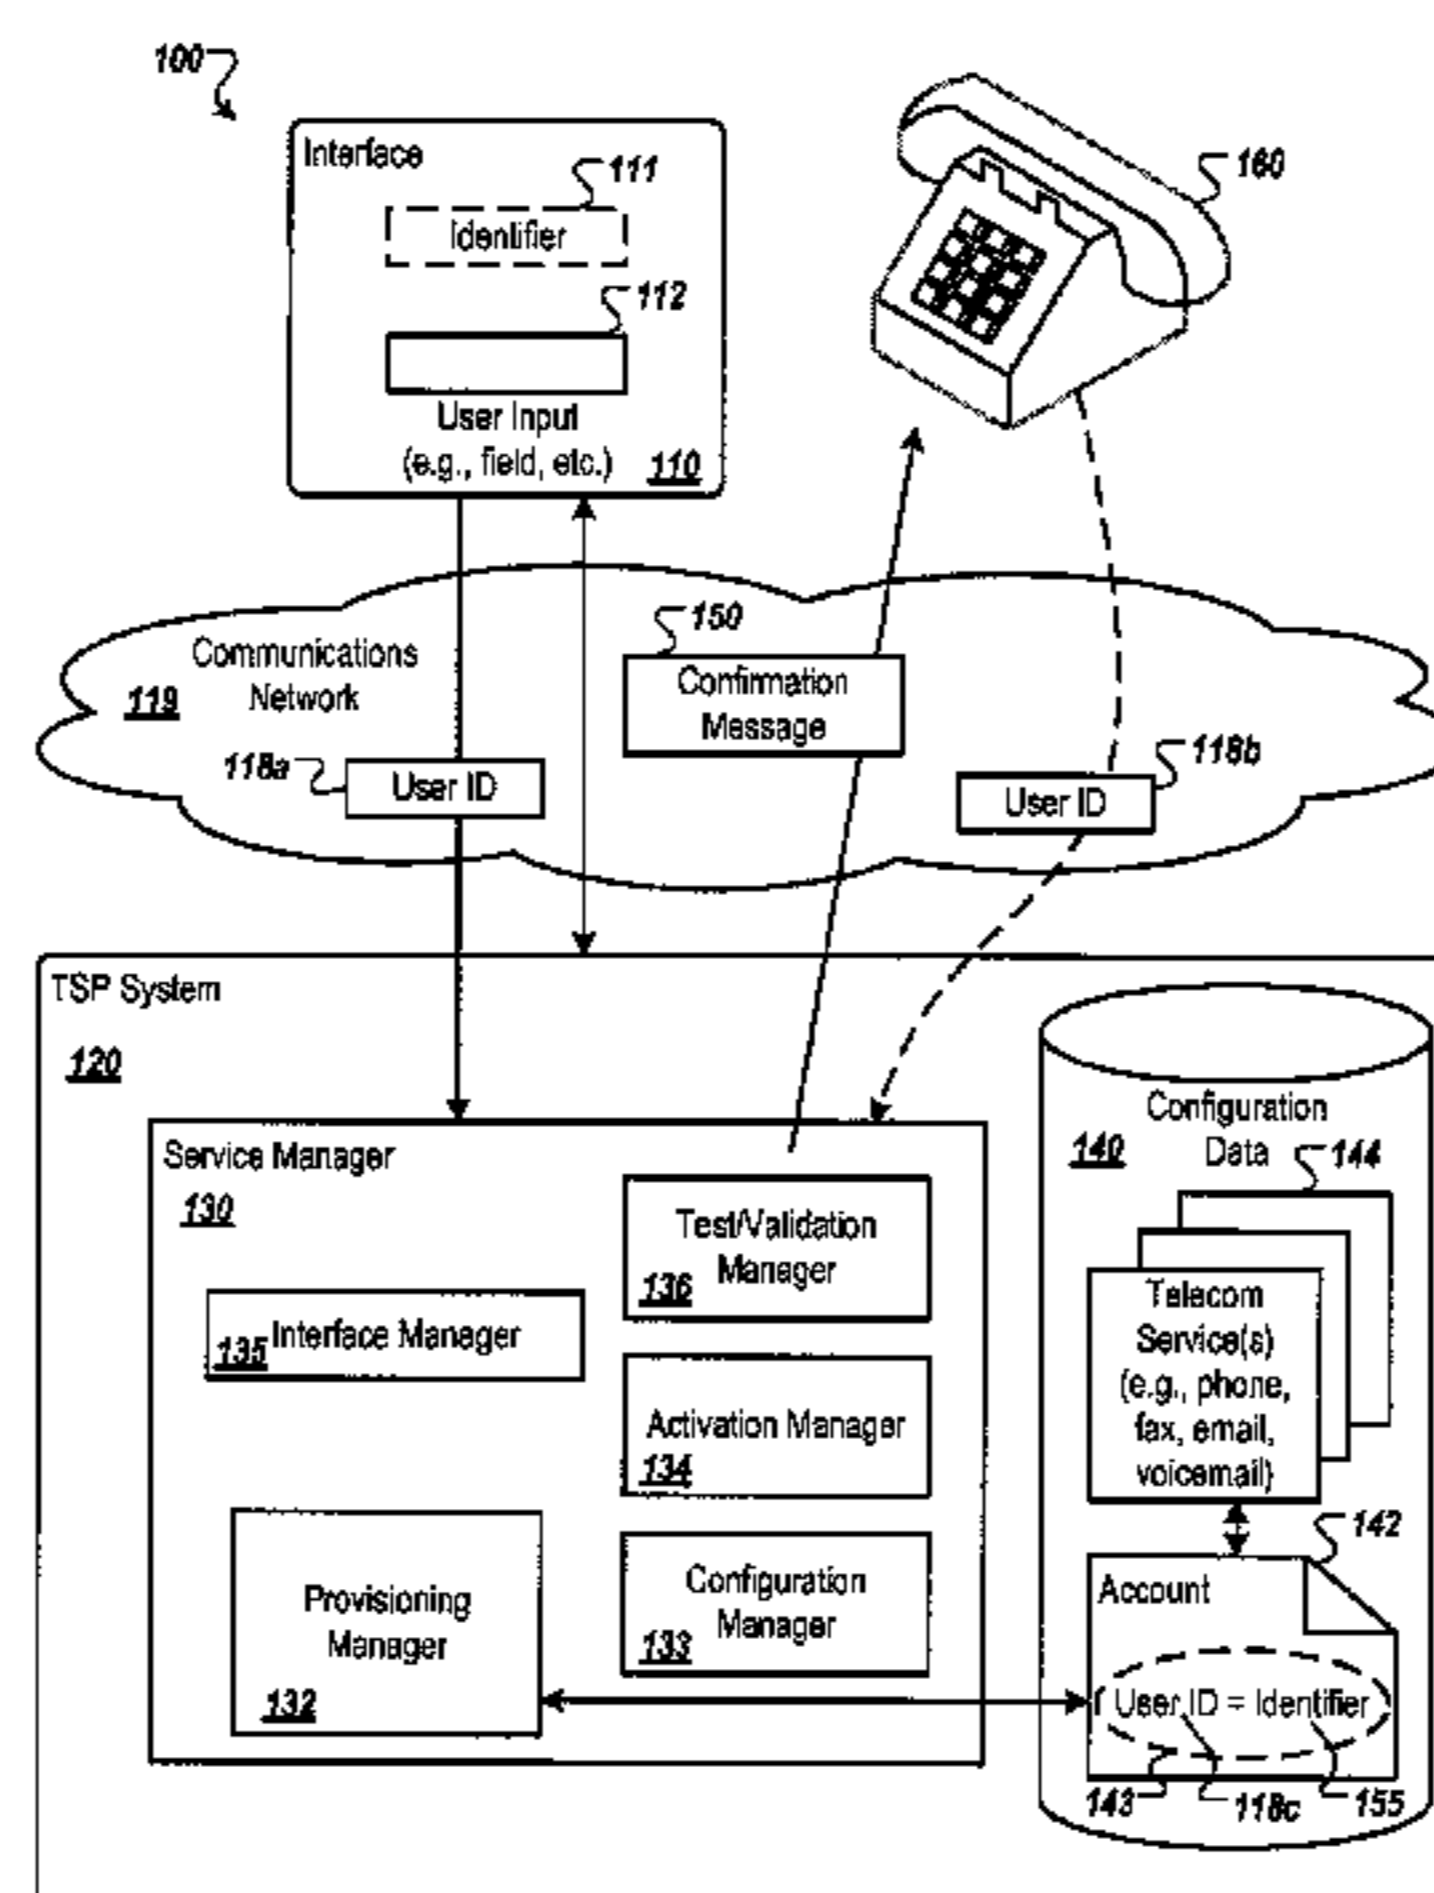 100
Interface
111
Identifier
112
User Input
(e.g., field, etc.)
110
160
Communications
Network
119
150
Confirmation
Message
118a
User ID
118b
User ID
TSP System
120
Service Manager
130
Test/Validation
Manager
136
Interface Manager
135
Activation Manager
134
Provisioning
Manager
132
Configuration
Manager
133
Configuration
Data
140
144
Telecom
Service(s)
(e.g., phone,
fax, email,
voicemail)
142
Account
User ID = Identifier
143
118c
155